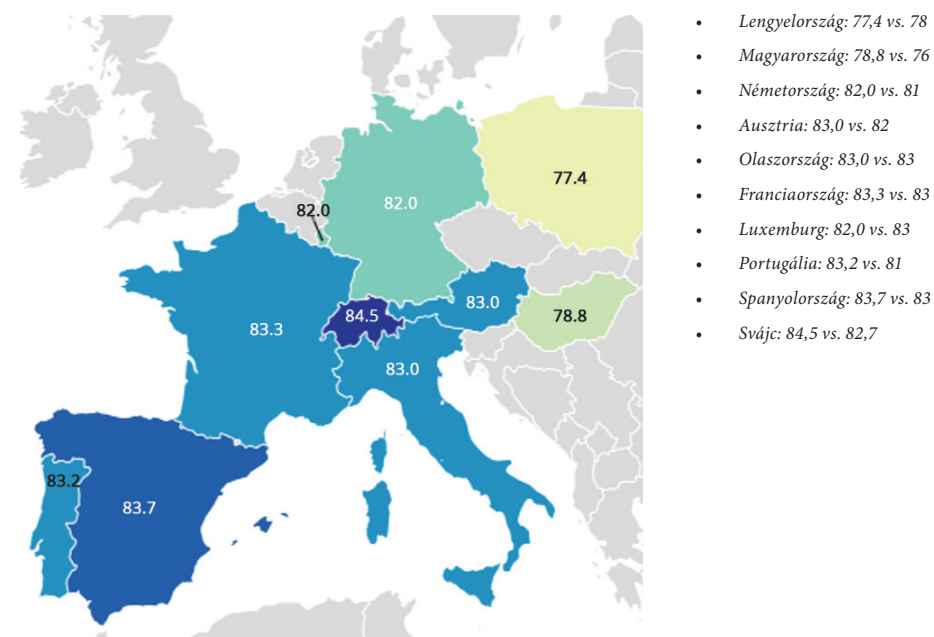 77.4
82.0
82.0
83.0
84.5
78.8
83.3
83.0
83.2
83.7
• Lengyelország: 77,4 vs. 78
• Magyarország: 78,8 vs. 76
• Németország: 82,0 vs. 81
• Ausztria: 83,0 vs. 82
• Olaszország: 83,0 vs. 83
• Franciaország: 83,3 vs. 83
• Luxemburg: 82,0 vs. 83
• Portugália: 83,2 vs. 81
• Spanyolország: 83,7 vs. 83
• Svájc: 84,5 vs. 82,7